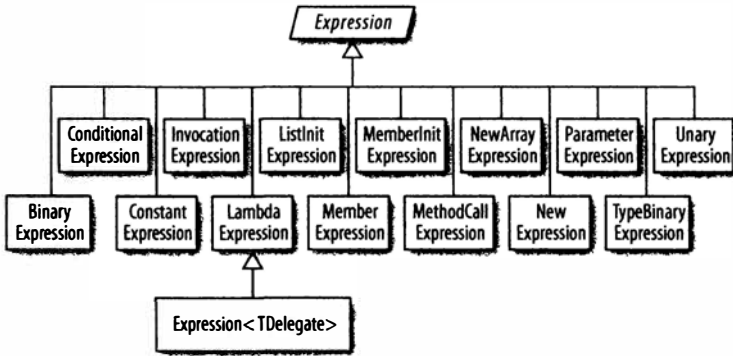 Expression
Conditional
Expression
Invocation
Expression
ListInit
Expression
MemberInit
Expression
NewArray
Expression
Parameter
Expression
Unary
Expression
Binary
Expression
Constant
Expression
Lambda
Expression
Member
Expression
MethodCall
Expression
New
Expression
TypeBinary
Expression
Expression< TDelegate>